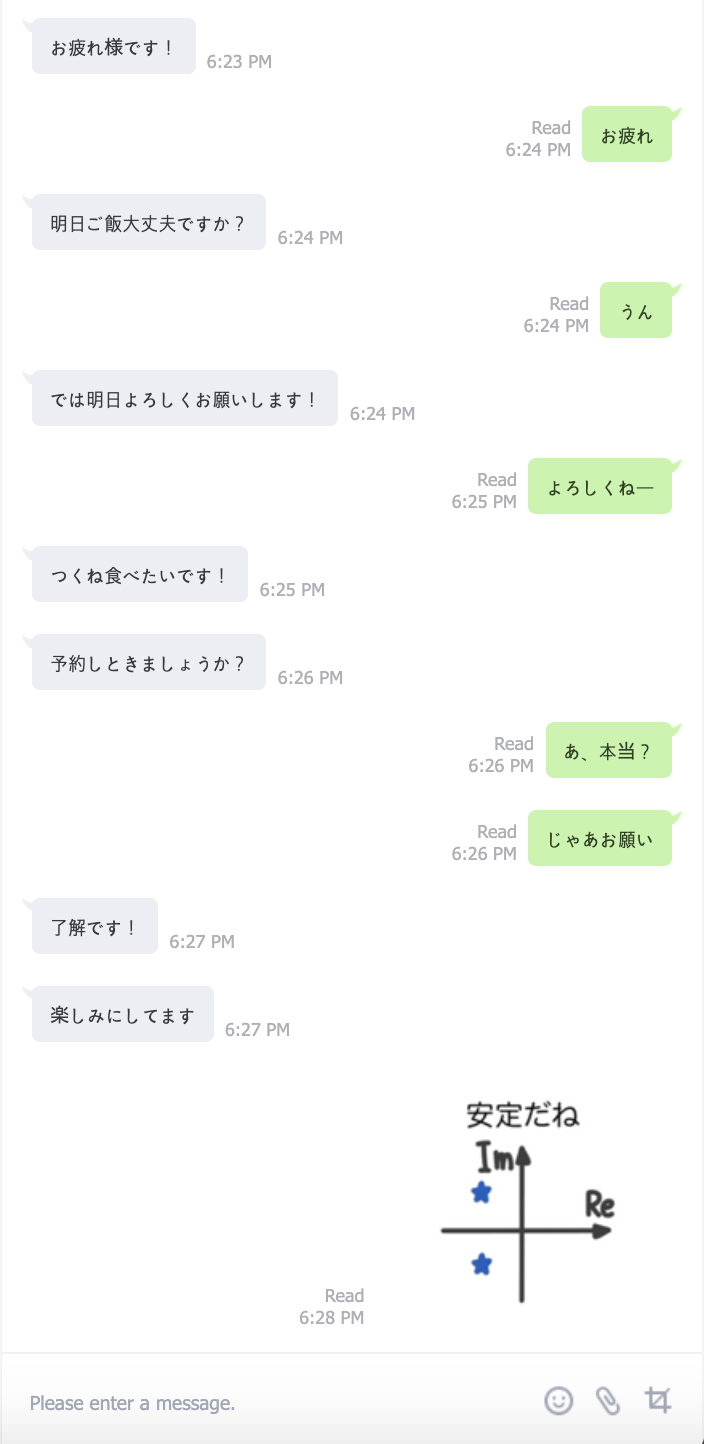 お疲れ様です！
6:23 PM
Read
6:24 PM
お疲れ
明日ご飯大丈夫ですか？
6:24 PM
Read
6:24 PM
うん
では明日よろしくお願いします！
6:24 PM
Read
6:25 PM
よろしくねー
つくね食べたいです！
6:25 PM
予約しときましょうか？
6:26 PM
Read
6:26 PM
あ、本当？
Read
6:26 PM
じゃあお願い
了解です！
6:27 PM
楽しみにしてます
6:27 PM
安定だね
Im
Re
Read
6:28 PM
Please enter a message.